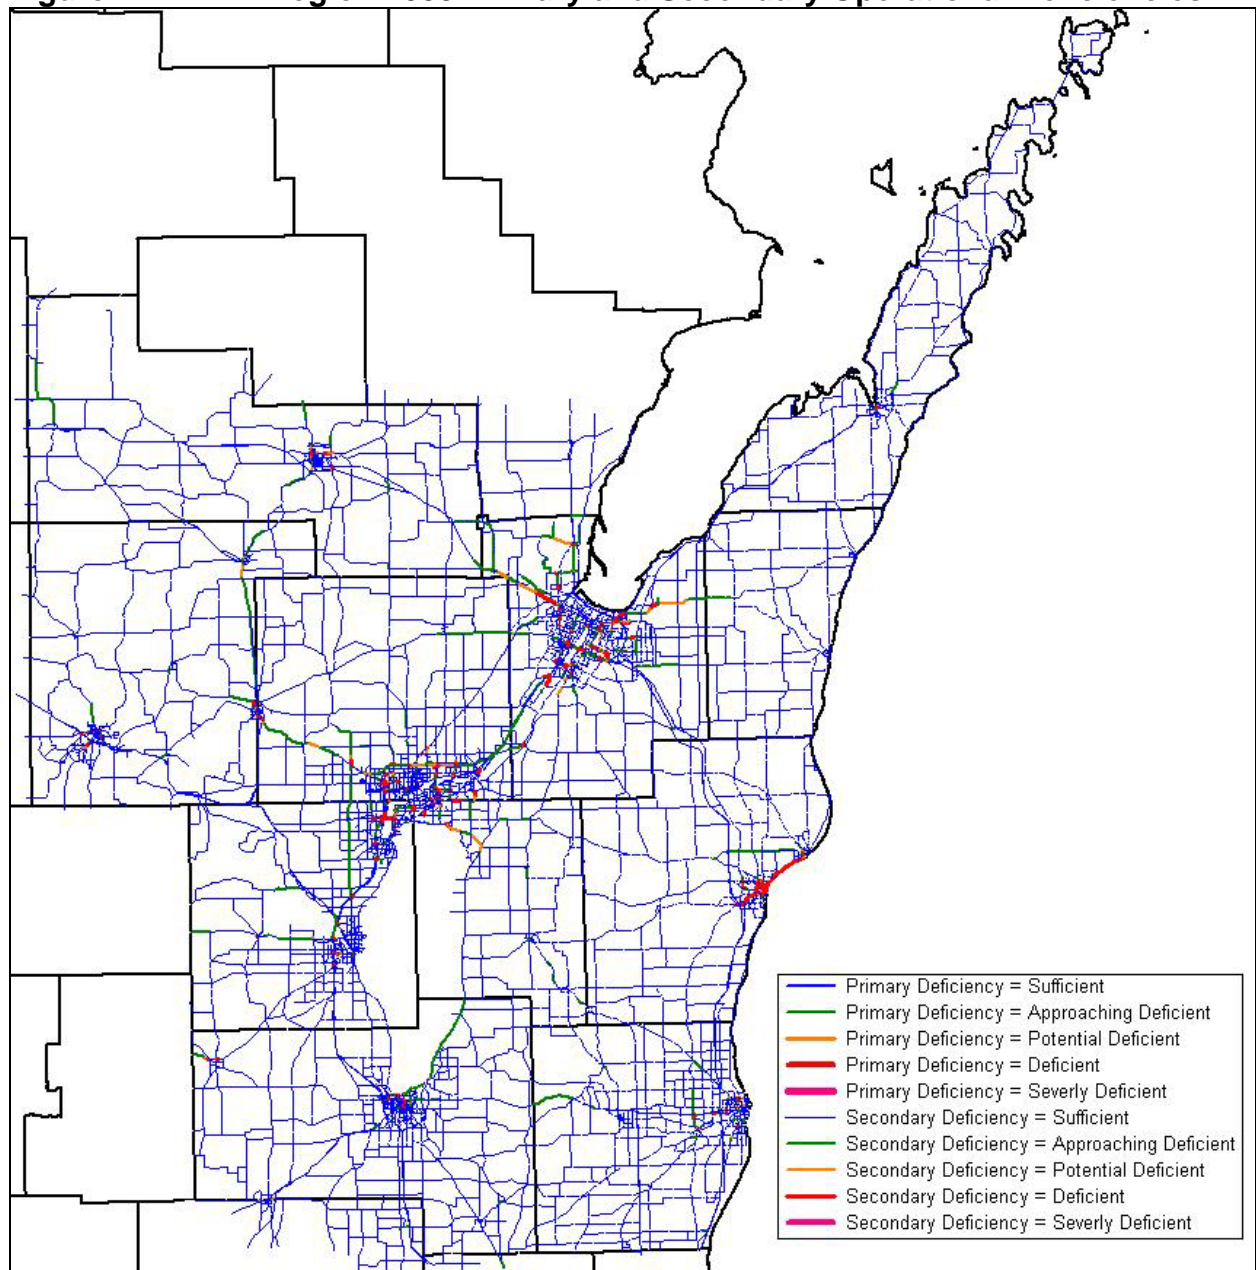 Primary Deficiency = Sufficient
Primary Deficiency = Approaching Deficient
Primary Deficiency = Potential Deficient
Primary Deficiency = Deficient
Primary Deficiency = Severly Deficient
Secondary Deficiency = Sufficient
Secondary Deficiency = Approaching Deficient
Secondary Deficiency = Potential Deficient
Secondary Deficiency = Deficient
Secondary Deficiency = Severly Deficient